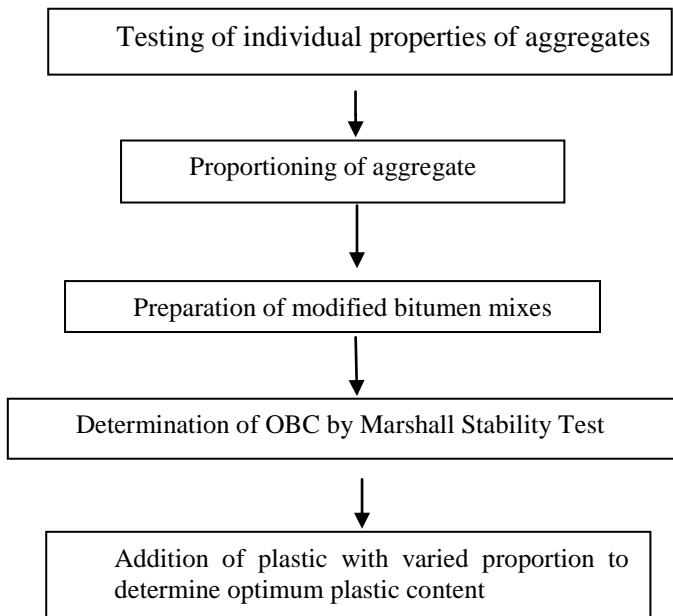 Testing of individual properties of aggregates
Proportioning of aggregate
Preparation of modified bitumen mixes
Determination of OBC by Marshall Stability Test
Addition of plastic with varied proportion to
determine optimum plastic content